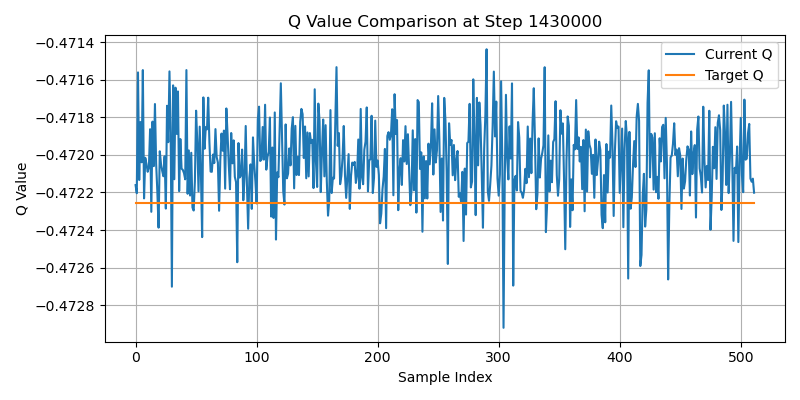 Q Value Comparison at Step 1430000
Current Q
Target Q
Q Value
−0.4714
−0.4716
−0.4718
−0.4720
−0.4722
−0.4724
−0.4726
−0.4728
0 100 200 300 400 500
Sample Index